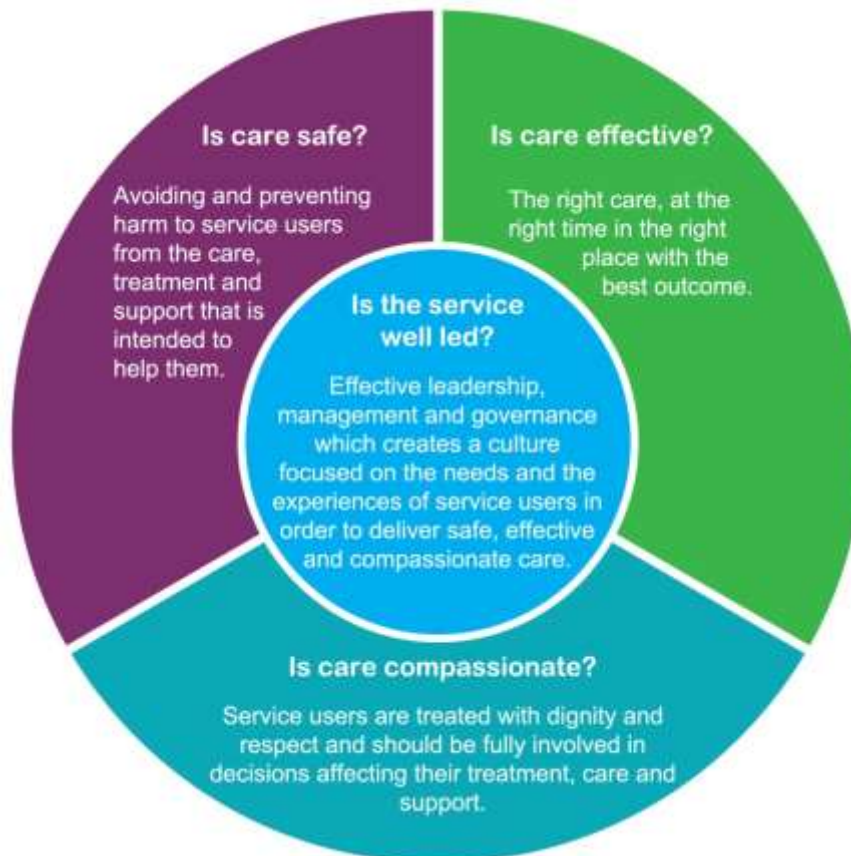 Is care safe?
Avoiding and preventing
harm to service users
from the care,
treatment and
support that is
intended to
help them.
Is care effective?
The right care, at the
right time in the right
place with the
best outcome.
Is the service
well led?
Effective leadership,
management and governance
which creates a culture
focused on the needs and the
experiences of service users in
order to deliver safe, effective
and compassionate care.
Is care compassionate?
Service users are treated with dignity and
respect and should be fully involved in
decisions affecting their treatment, care and
support.